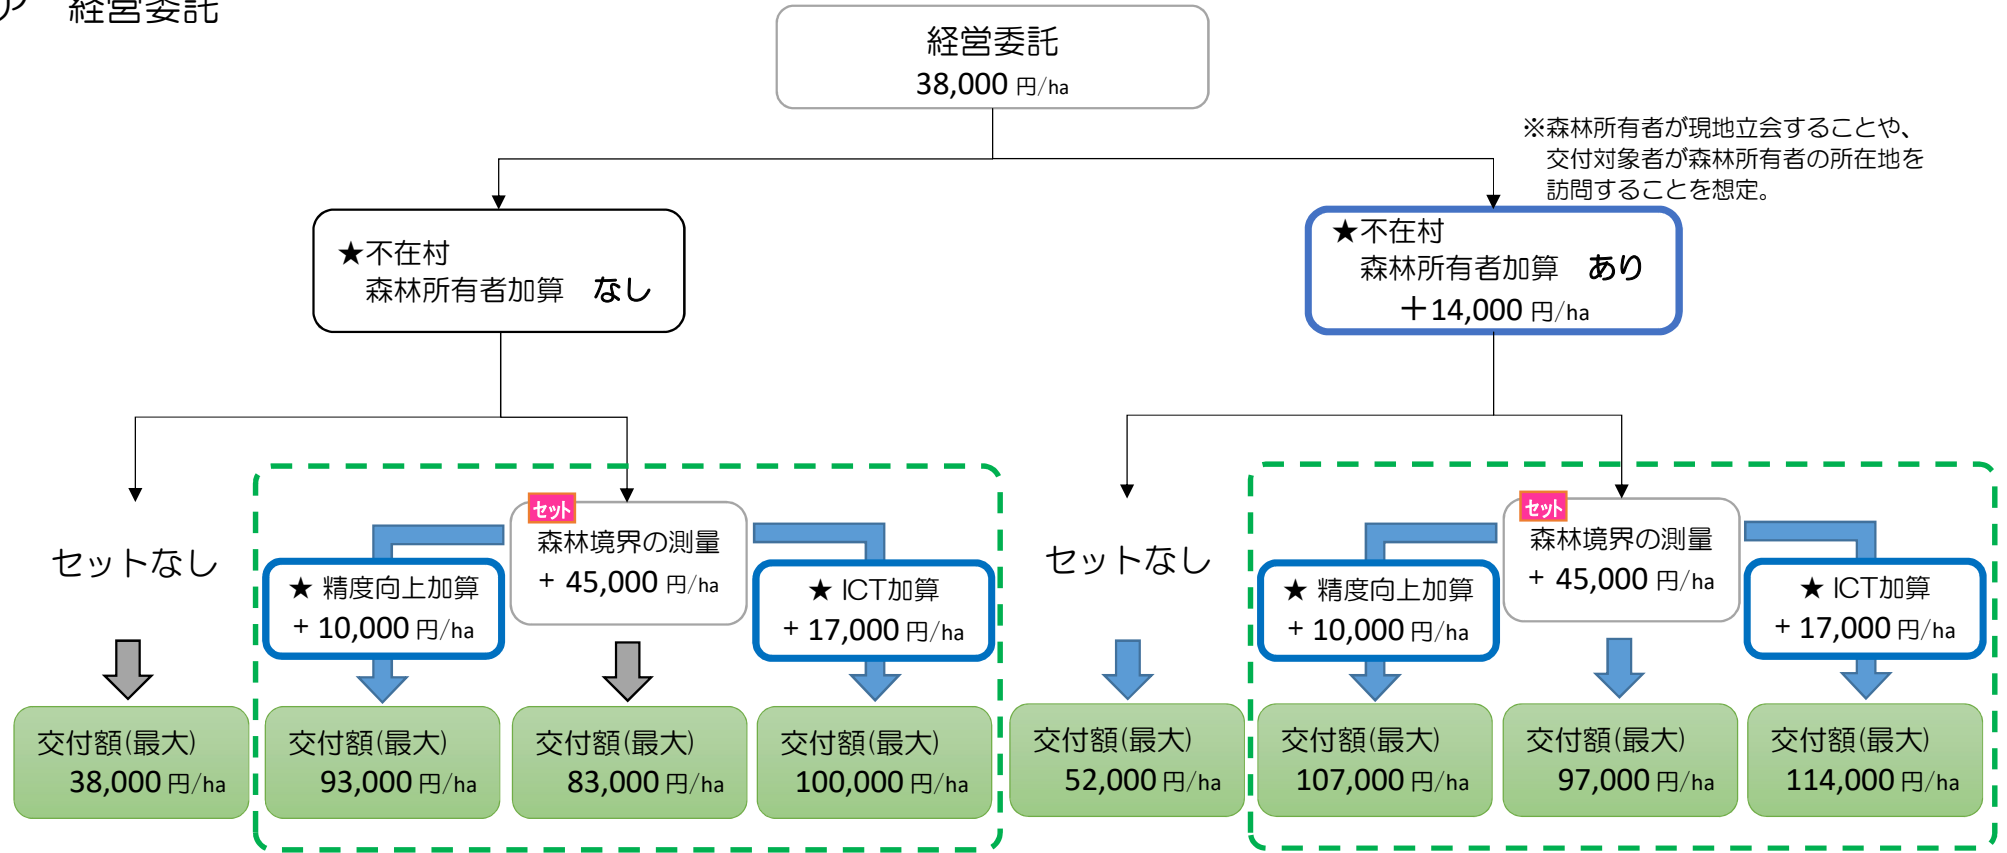 ア 経営委託
経営委託
38,000 円/ha
※森林所有者が現地立会することや、
交付対象者が森林所有者の所在地を
訪問することを想定。
★不在村
森林所有者加算 なし
★不在村
森林所有者加算 あり
＋14,000 円/ha
セットなし
★ 精度向上加算
+ 10,000 円/ha
セット
森林境界の測量
+ 45,000 円/ha
★ ICT加算
+ 17,000 円/ha
セットなし
★ 精度向上加算
+ 10,000 円/ha
セット
森林境界の測量
+ 45,000 円/ha
★ ICT加算
+ 17,000 円/ha
交付額(最大)
38,000 円/ha
交付額(最大)
93,000 円/ha
交付額(最大)
83,000 円/ha
交付額(最大)
100,000 円/ha
交付額(最大)
52,000 円/ha
交付額(最大)
107,000 円/ha
交付額(最大)
97,000 円/ha
交付額(最大)
114,000 円/ha